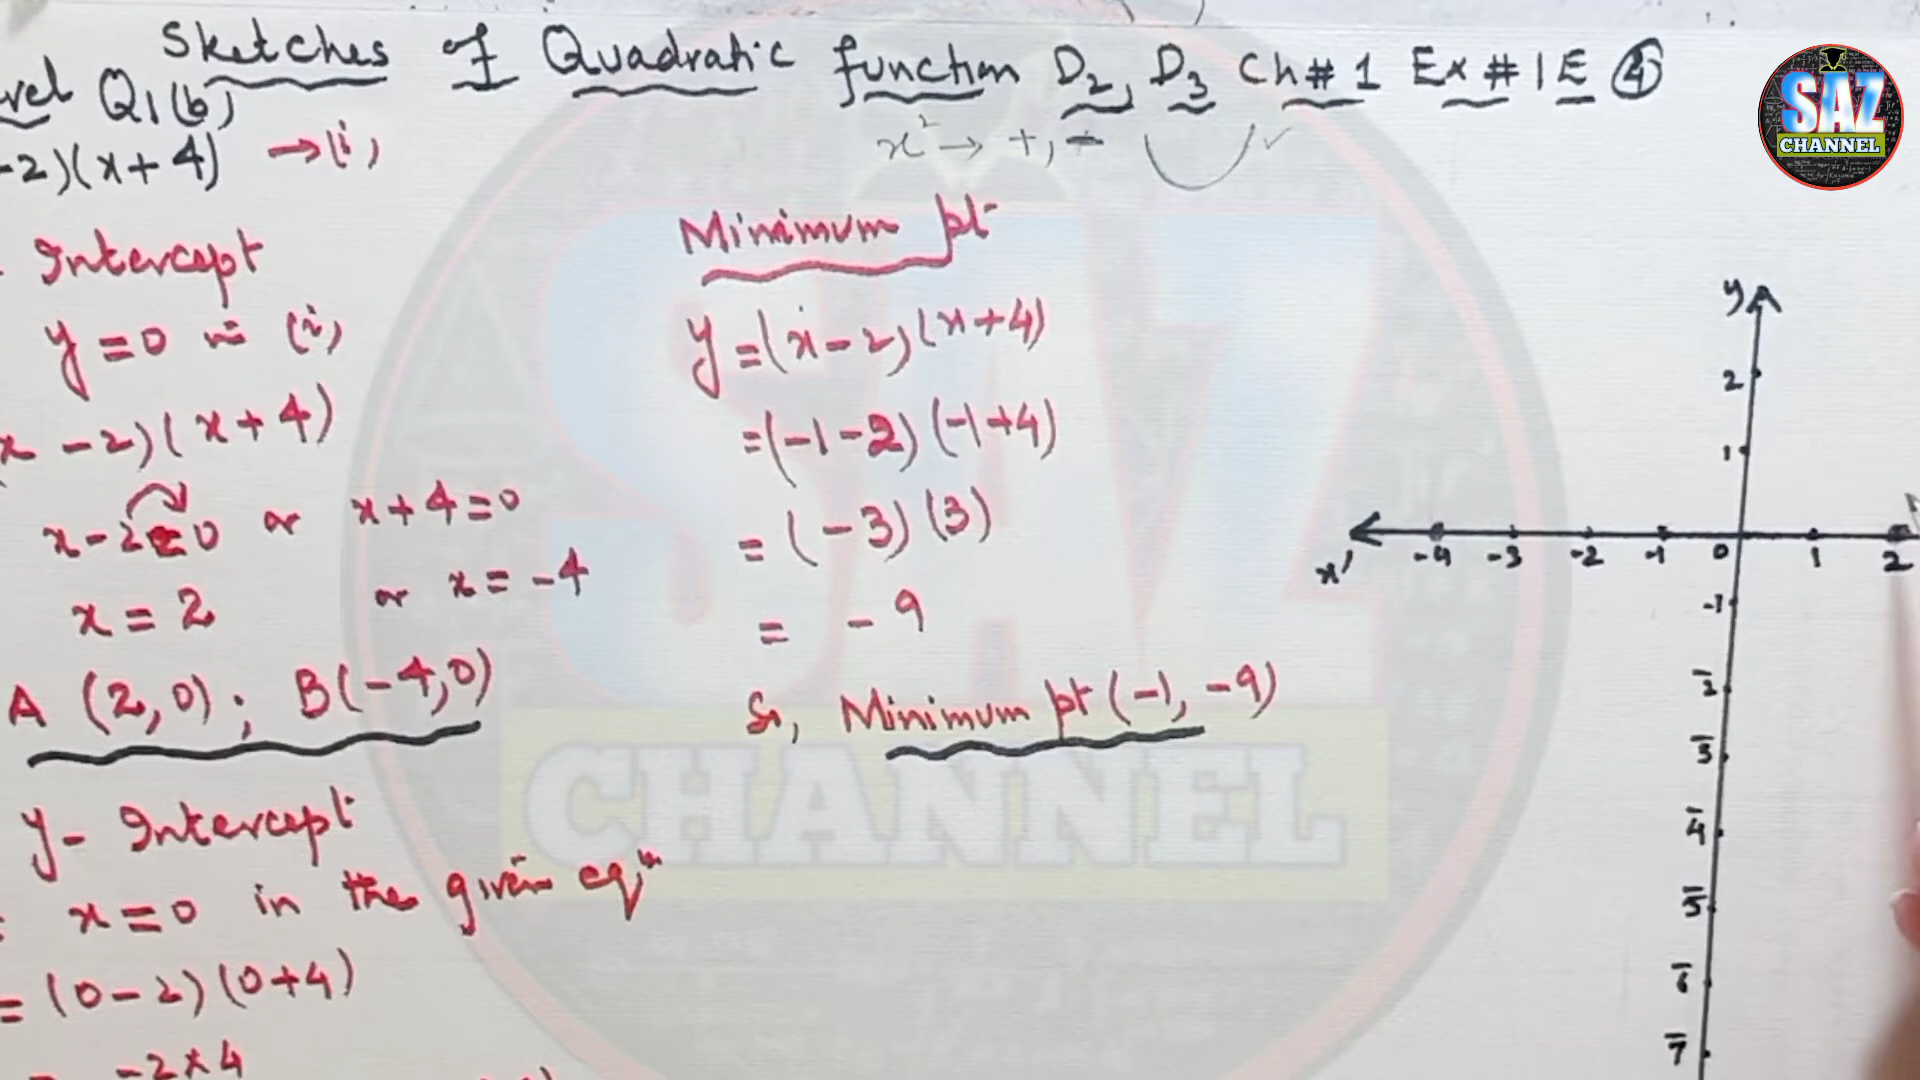 Sketches of Quadratic function D2, D3 Ch#1 Ex#1E 4
vel Q1(b)
-2)(x+4) →(i)
x² → +, -
Intercept
y=0 in (i)
x-2)(x+4)
x-2=0 or x+4=0
x=2 or x=-4
A (2,0); B(-4,0)
y- Intercept
x=0 in the given eqn
=(0-2)(0+4)
-2x4
Minimum pt
y=(x-2)(x+4)
=(-1-2)(-1+4)
=(-3)(3)
= -9
So, Minimum pt (-1,-9)
y
2
1
x' -4 -3 -2 -1 0 1 2
-1
-2
-3
-4
-5
-6
-7
SAZ
CHANNEL
SAZ
CHANNEL